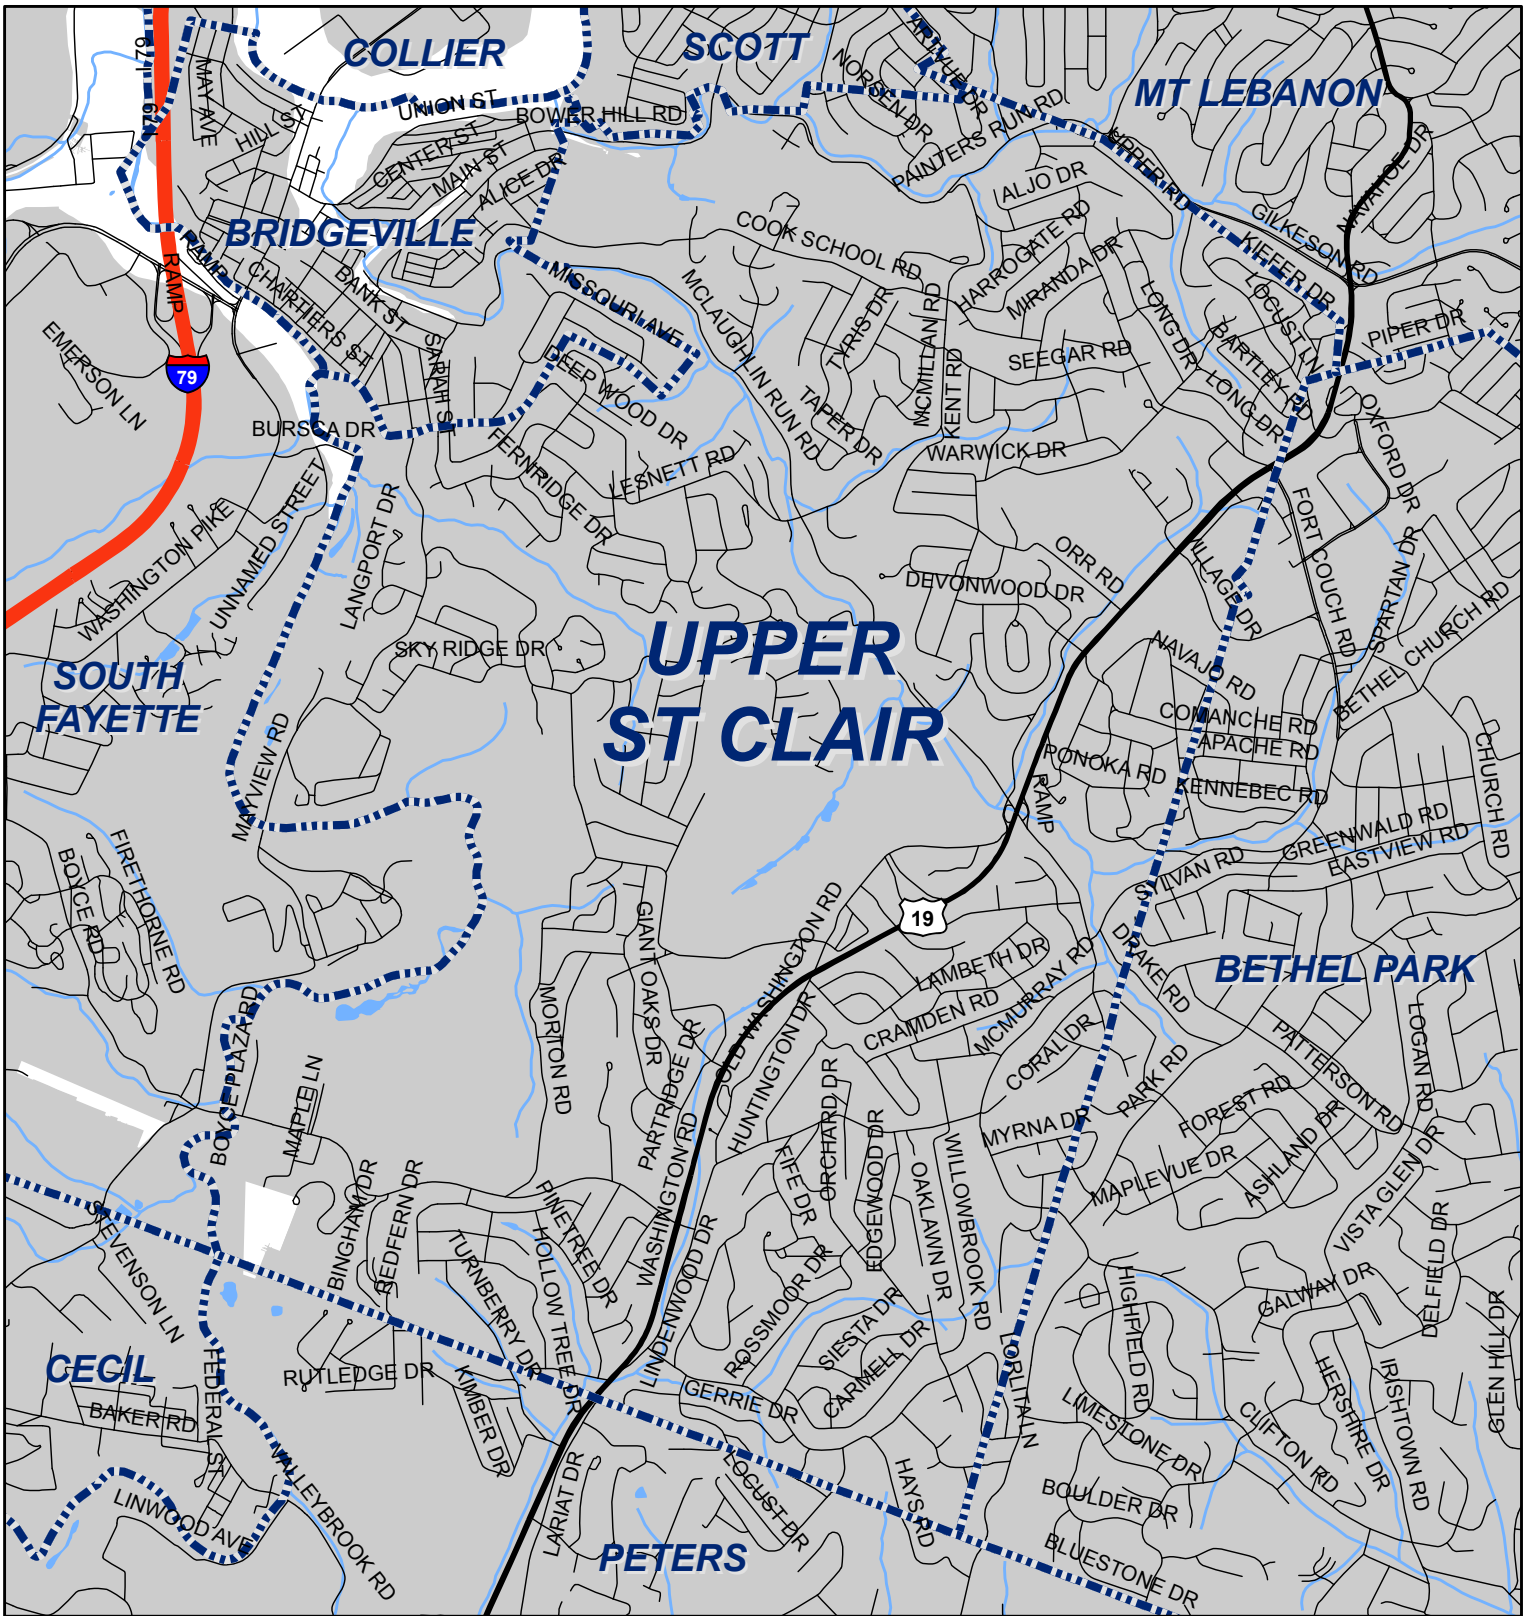 COLLIER
SCOTT
MT LEBANON
I-79
I-79
MAY AVE
HILL ST
UNION ST
BOWER HILL RD
CENTER ST
MAIN ST
ALICE DR
NORSEN DR
PAINTERS RUN RD
UPPER RD
ALJO DR
NAVAHOE DR
GILKESON RD
KIEFER DR
BRIDGEVILLE
RAMP
RAMP
CHARTIERS ST
BANK ST
SARAH ST
MISSOURI AVE
COOK SCHOOL RD
MCLAUGHLIN RUN RD
HARROGATE RD
MIRANDA DR
LONG DR
LOCUST LN
BARTLEY RD
LONG DR
PIPER DR
TYRIS DR
MCMILLAN RD
KENT RD
SEEGAR RD
EMERSON LN
79
DEEP WOOD DR
TAPER DR
BURSCA DR
FERNRIDGE DR
LESNETT RD
WARWICK DR
OXFORD DR
FORT COUCH RD
SPARTAN DR
WASHINGTON PIKE
UNNAMED STREET
LANGPORT DR
ORR RD
DEVONWOOD DR
BETHEL CHURCH RD
SKY RIDGE DR
UPPER
ST CLAIR
SOUTH
FAYETTE
NAVAJO RD
COMANCHE RD
APACHE RD
PONOKA RD
KENNEBEC RD
RAMP
CHURCH RD
MAYVIEW RD
GREENWALD RD
EASTVIEW RD
SYLVAN RD
FIRETHORNE RD
BOYCE RD
19
GIANT OAKS DR
OLD WASHINGTON RD
LAMBETH DR
MCMURRAY RD
CRAMDEN RD
DRAKE RD
BETHEL PARK
BOYCE PLAZA RD
MORTON RD
PARTRIDGE DR
HUNTINGTON DR
CORAL DR
PARK RD
PATTERSON RD
LOGAN RD
MAPLE LN
ORCHARD DR
EDGEWOOD DR
FIFE DR
OAKLAWN DR
WILLOWBROOK RD
MYRNA DR
FOREST RD
MAPLEVUE DR
ASHLAND DR
VISTA GLEN DR
DELFIELD DR
BINGHAM DR
REDFERN DR
PINETREE DR
HOLLOW TREE DR
TURNBERRY DR
WASHINGTON RD
LINDENWOOD DR
STEVENSON LN
ROSSMOOR DR
SIESTA DR
CARMELL DR
HIGHFIELD RD
GALWAY DR
GLEN HILL DR
CECIL
BAKER RD
FEDERAL ST
RUTLEDGE DR
KIMBER DR
GERRIE DR
LORLITA LN
LIMESTONE DR
CLIFTON RD
HERSHIRE DR
IRISHTOWN RD
LINWOOD AVE
VALLEYBROOK RD
LARIAT DR
LOCUST DR
HAYS RD
BOULDER DR
BLUESTONE DR
PETERS